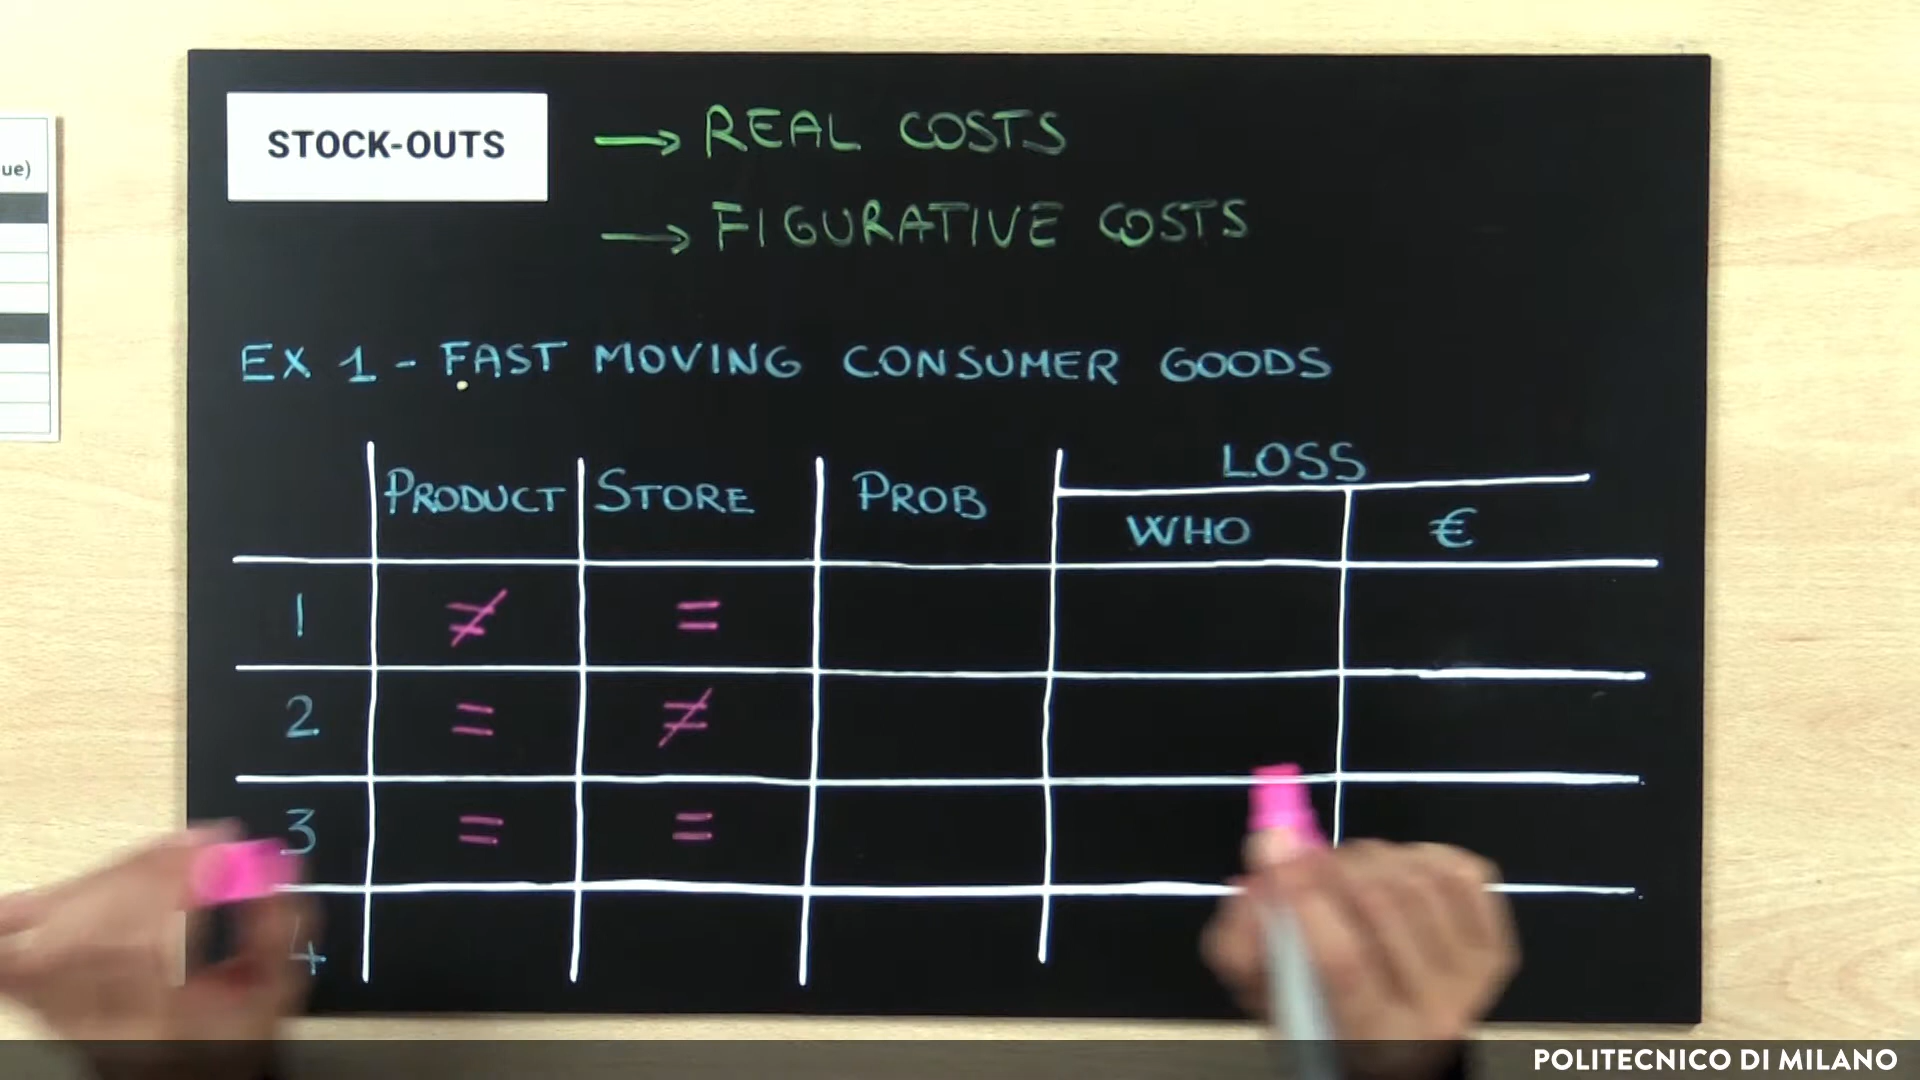 STOCK-OUTS → REAL COSTS
→ FIGURATIVE COSTS
ue)
EX 1 - FAST MOVING CONSUMER GOODS
LOSS
PRODUCT STORE PROB WHO €
1 ≠ =
2 = ≠
3 = =
4
POLITECNICO DI MILANO